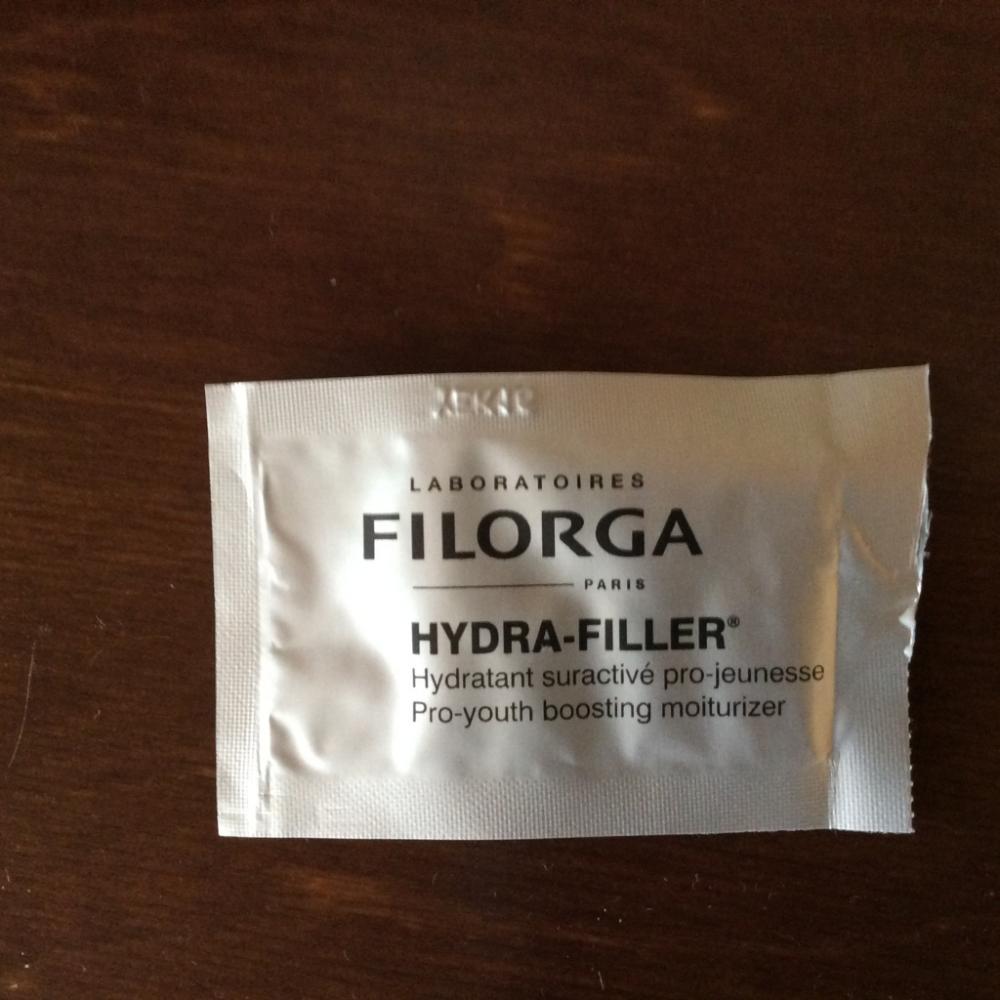 LABORATOIRES
FILORGA
PARIS
HYDRA-FILLER®
Hydratant suractivé pro-jeunesse
Pro-youth boosting moiturizer